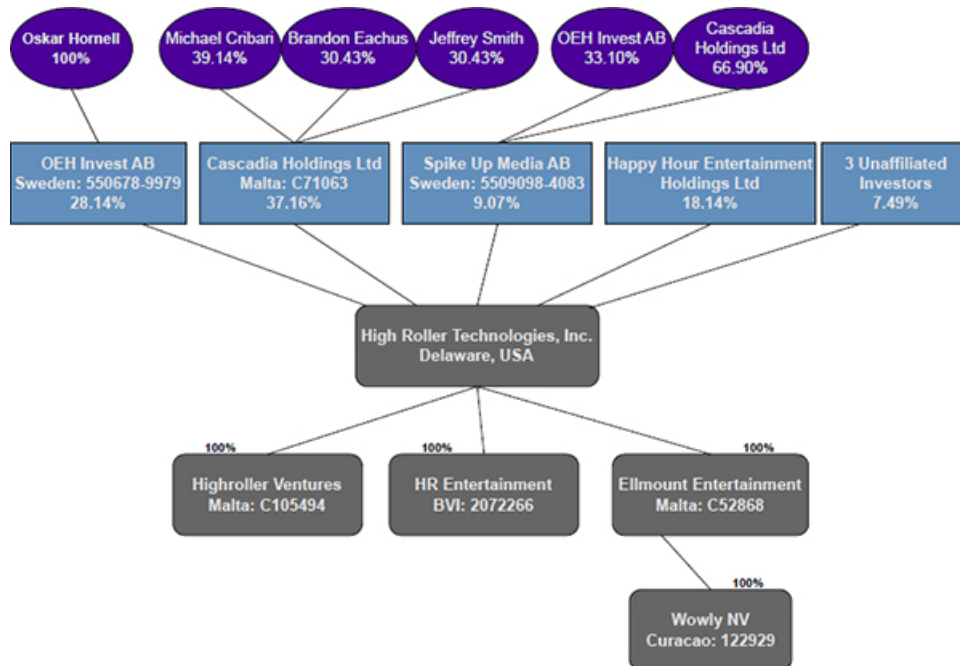 Oskar Hornell
100%
Michael Cribari
39.14%
Brandon Eachus
30.43%
Jeffrey Smith
30.43%
OEH Invest AB
33.10%
Cascadia
Holdings Ltd
66.90%
OEH Invest AB
Sweden: 550678-9979
28.14%
Cascadia Holdings Ltd
Malta: C71063
37.16%
Spike Up Media AB
Sweden: 5509098-4083
9.07%
Happy Hour Entertainment
Holdings Ltd
18.14%
3 Unaffiliated
Investors
7.49%
High Roller Technologies, Inc.
Delaware, USA
100%
Highroller Ventures
Malta: C105494
100%
HR Entertainment
BVI: 2072266
100%
Ellmount Entertainment
Malta: C52868
100%
Wowly NV
Curacao: 122929